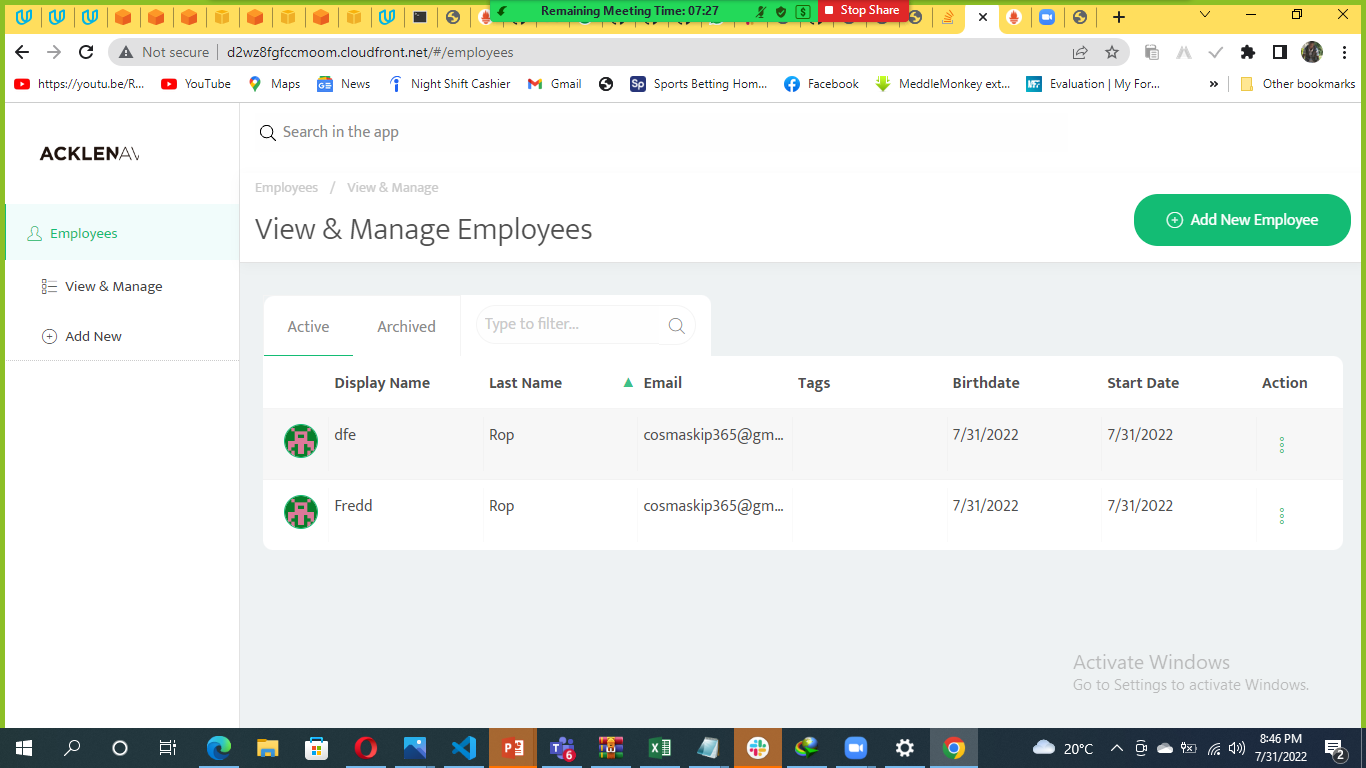 Remaining Meeting Time: 07:27
Stop Share
Not secure
d2wz8fgfccmoom.cloudfront.net/#/employees
https://youtu.be/R...
YouTube
Maps
News
Night Shift Cashier
Gmail
Sports Betting Hom...
Facebook
MeddleMonkey ext...
Evaluation | My For...
»
Other bookmarks
ACKLENAV
Search in the app
Employees / View & Manage
View & Manage Employees
Add New Employee
Employees
View & Manage
Add New
Active
Archived
Type to filter...
Display Name Last Name Email Tags Birthdate Start Date Action
dfe Rop cosmaskip365@gm... 7/31/2022 7/31/2022
Fredd Rop cosmaskip365@gm... 7/31/2022 7/31/2022
Activate Windows
Go to Settings to activate Windows.
6
20°C
8:46 PM
7/31/2022
2